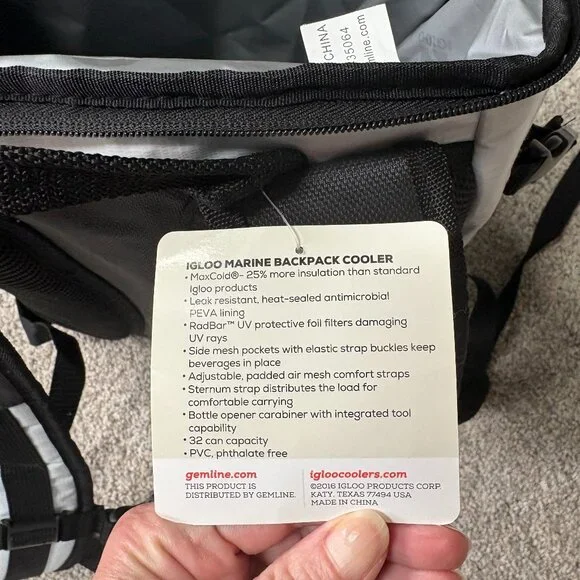 CHINA
35064
mline.com
IGLOO MARINE BACKPACK COOLER
• MaxCold®- 25% more insulation than standard
Igloo products
• Leak resistant, heat-sealed antimicrobial
PEVA lining
• RadBar™ UV protective foil filters damaging
UV rays
• Side mesh pockets with elastic strap buckles keep
beverages in place
• Adjustable, padded air mesh comfort straps
• Sternum strap distributes the load for
comfortable carrying
• Bottle opener carabiner with integrated tool
capability
• 32 can capacity
• PVC, phthalate free
gemline.com
THIS PRODUCT IS
DISTRIBUTED BY GEMLINE.
igloocoolers.com
©2016 IGLOO PRODUCTS CORP.
KATY, TEXAS 77494 USA
MADE IN CHINA